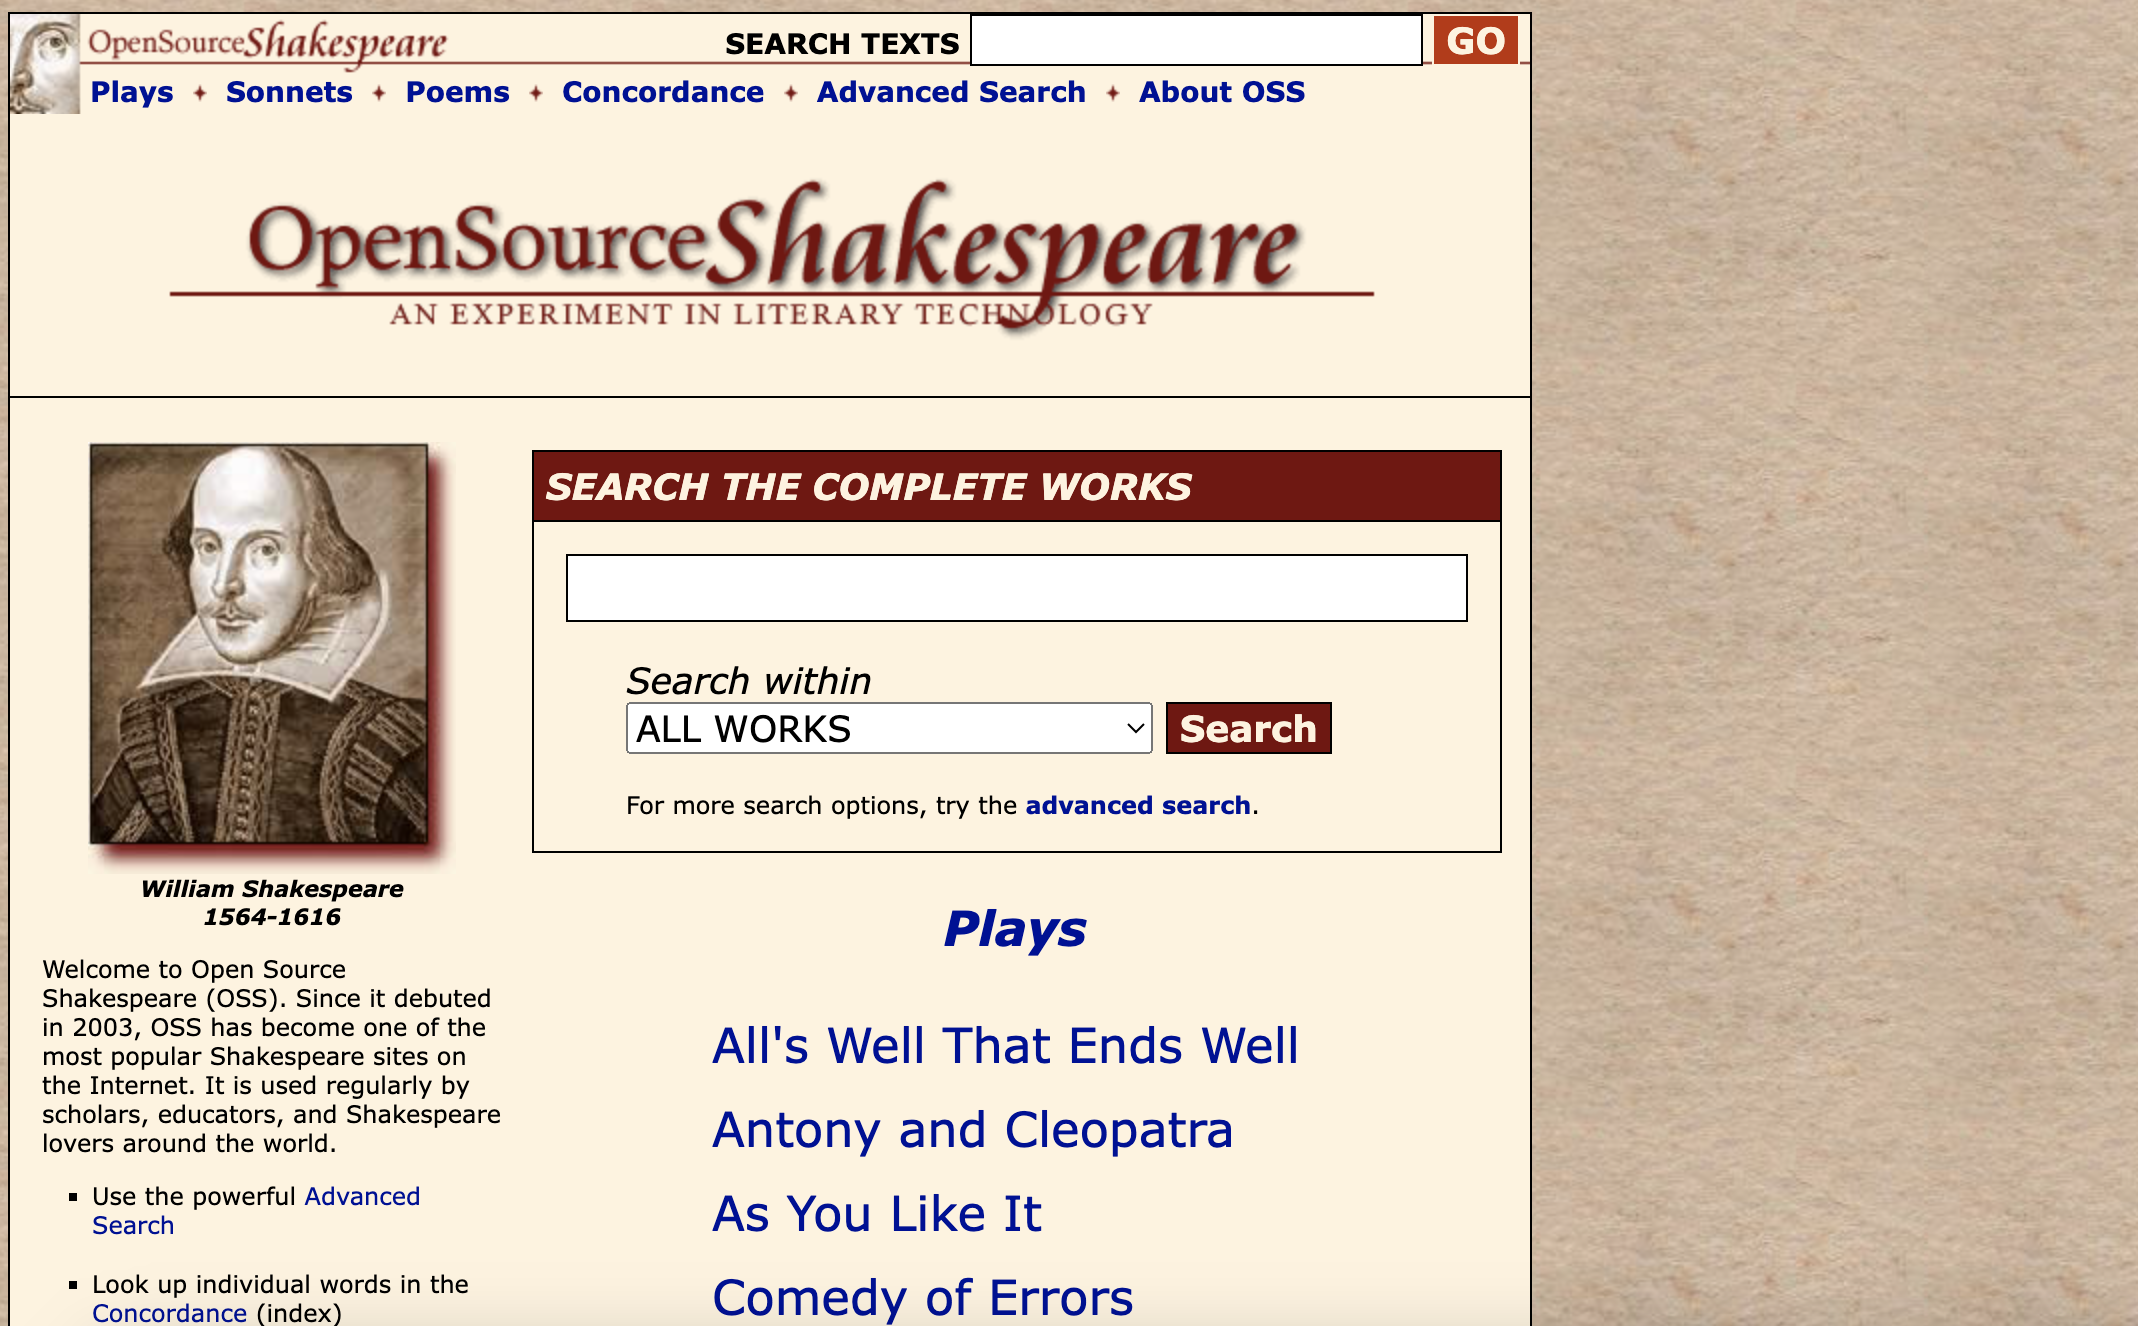 OpenSourceShakespeare SEARCH TEXTS GO
Plays Sonnets Poems Concordance Advanced Search About OSS
OpenSourceShakespeare
AN EXPERIMENT IN LITERARY TECHNOLOGY
SEARCH THE COMPLETE WORKS
Search within
ALL WORKS Search
For more search options, try the advanced search.
William Shakespeare
1564-1616
Welcome to Open Source
Shakespeare (OSS). Since it debuted
in 2003, OSS has become one of the
most popular Shakespeare sites on
the Internet. It is used regularly by
scholars, educators, and Shakespeare
lovers around the world.
Use the powerful Advanced
Search
Look up individual words in the
Concordance (index)
Plays
All's Well That Ends Well
Antony and Cleopatra
As You Like It
Comedy of Errors